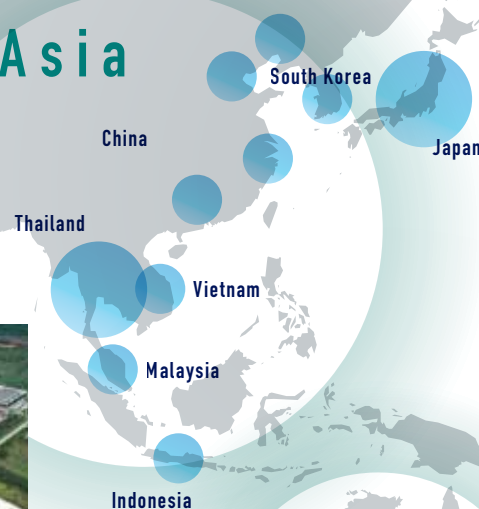 Asia
South Korea
China
Japan
Thailand
Vietnam
Malaysia
Indonesia